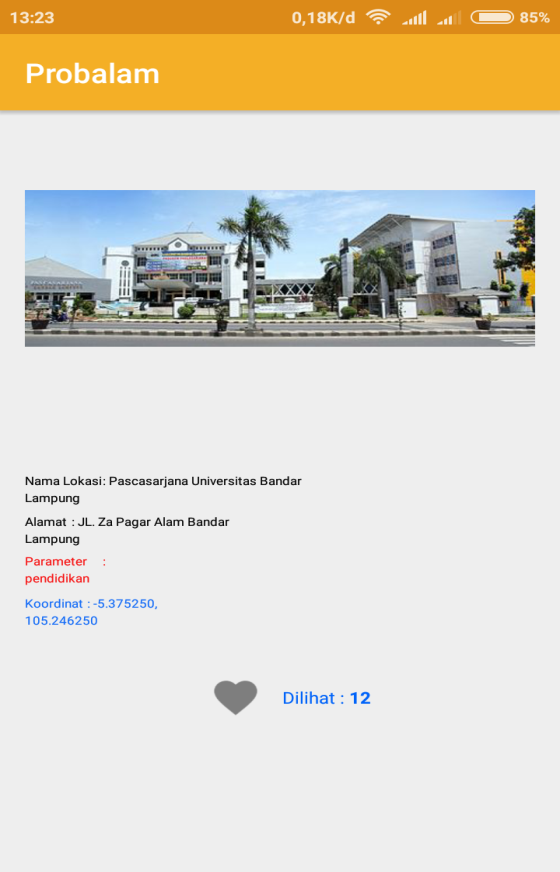 13:23 0,18K/d 85%
Probalam
PASCASARJANA
Nama Lokasi: Pascasarjana Universitas Bandar
Lampung
Alamat : JL. Za Pagar Alam Bandar
Lampung
Parameter :
pendidikan
Koordinat : -5.375250,
105.246250
Dilihat : 12